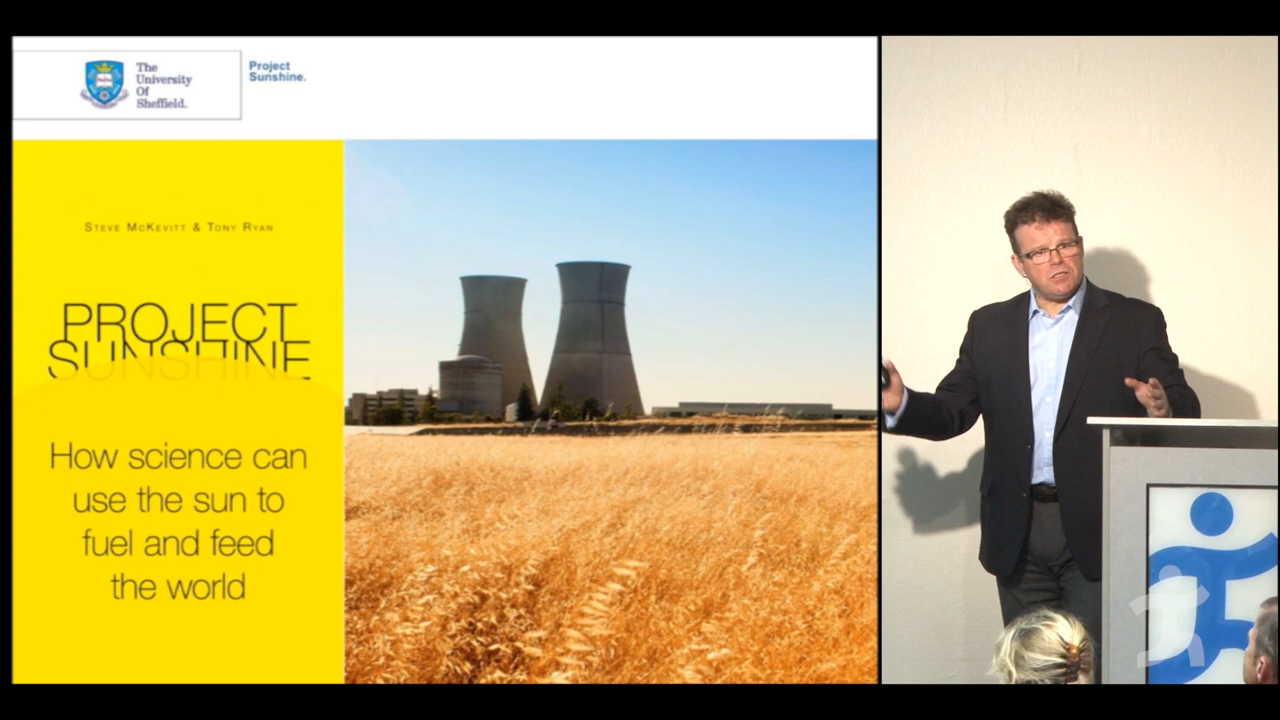 The
University
Of
Sheffield.
Project
Sunshine.
STEVE MCKEVITT & TONY RYAN
PROJECT
SUNSHINE
How science can
use the sun to
fuel and feed
the world